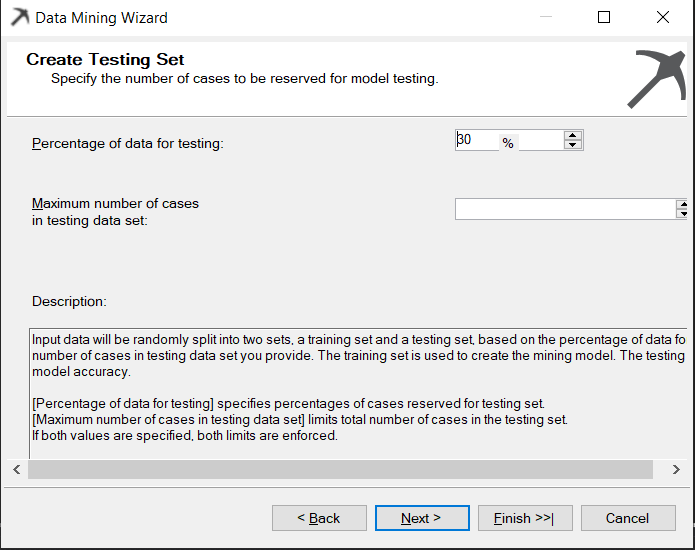 Data Mining Wizard
Create Testing Set
Specify the number of cases to be reserved for model testing.
Percentage of data for testing:
30 %
Maximum number of cases
in testing data set:
Description:
Input data will be randomly split into two sets, a training set and a testing set, based on the percentage of data fo
number of cases in testing data set you provide. The training set is used to create the mining model. The testing
model accuracy.
[Percentage of data for testing] specifies percentages of cases reserved for testing set.
[Maximum number of cases in testing data set] limits total number of cases in the testing set.
If both values are specified, both limits are enforced.
< Back
Next >
Finish >>|
Cancel